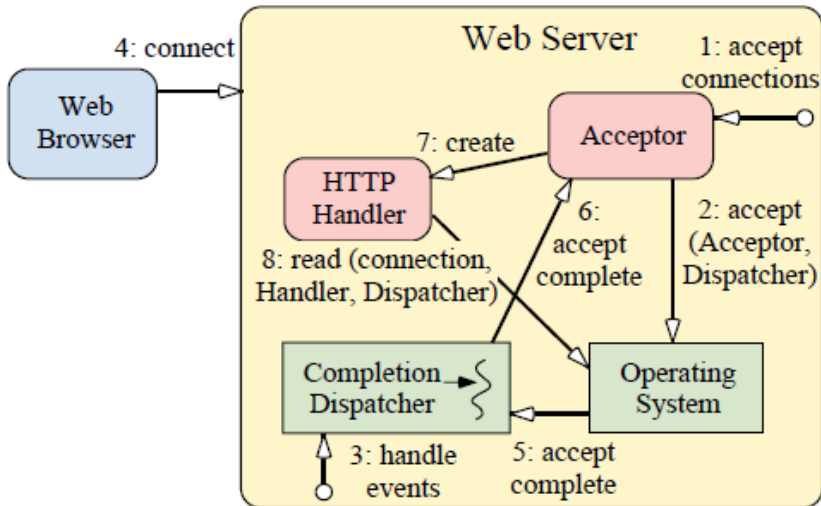 Web Server
4: connect
1: accept
connections
Web
Browser
Acceptor
7: create
HTTP
Handler
6:
accept
complete
2: accept
(Acceptor,
Dispatcher)
8: read (connection,
Handler, Dispatcher)
Completion
Dispatcher
Operating
System
3: handle
events
5: accept
complete